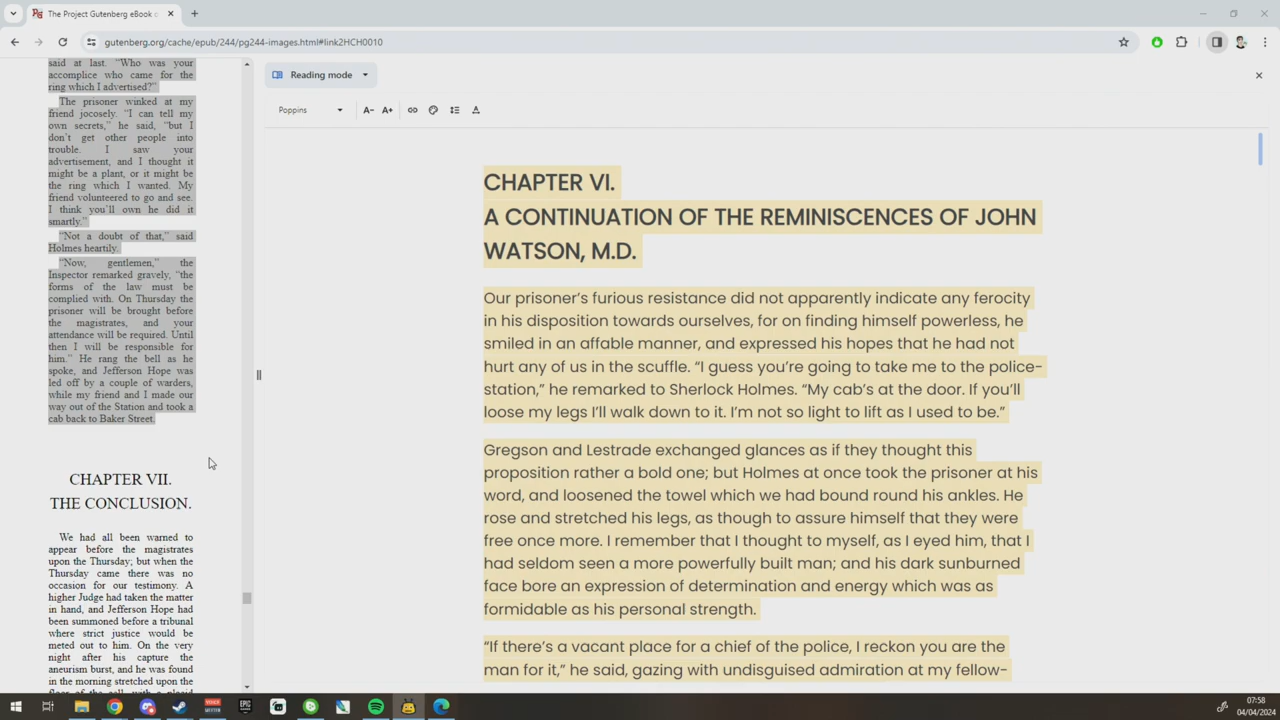 The Project Gutenberg eBook o
gutenberg.org/cache/epub/244/pg244-images.html#link2HCH0010
said at last. “Who was your
accomplice who came for the
ring which I advertised?”
The prisoner winked at my
friend jocosely. “I can tell my
own secrets,” he said, “but I
don’t get other people into
trouble. I saw your
advertisement, and I thought it
might be a plant, or it might be
the ring which I wanted. My
friend volunteered to go and see.
I think you’ll own he did it
smartly.”
“Not a doubt of that,” said
Holmes heartily.
“Now, gentlemen,” the
Inspector remarked gravely, “the
forms of the law must be
complied with. On Thursday the
prisoner will be brought before
the magistrates, and your
attendance will be required. Until
then I will be responsible for
him.” He rang the bell as he
spoke, and Jefferson Hope was
led off by a couple of warders,
while my friend and I made our
way out of the Station and took a
cab back to Baker Street.
CHAPTER VII.
THE CONCLUSION.
We had all been warned to
appear before the magistrates
upon the Thursday; but when the
Thursday came there was no
occasion for our testimony. A
higher Judge had taken the matter
in hand, and Jefferson Hope had
been summoned before a tribunal
where strict justice would be
meted out to him. On the very
night after his capture the
aneurism burst, and he was found
in the morning stretched upon the
floor of the cell, with a placid
Reading mode
Poppins
A- A+
CHAPTER VI.
A CONTINUATION OF THE REMINISCENCES OF JOHN
WATSON, M.D.
Our prisoner’s furious resistance did not apparently indicate any ferocity
in his disposition towards ourselves, for on finding himself powerless, he
smiled in an affable manner, and expressed his hopes that he had not
hurt any of us in the scuffle. “I guess you’re going to take me to the police-
station,” he remarked to Sherlock Holmes. “My cab’s at the door. If you’ll
loose my legs I’ll walk down to it. I’m not so light to lift as I used to be.”
Gregson and Lestrade exchanged glances as if they thought this
proposition rather a bold one; but Holmes at once took the prisoner at his
word, and loosened the towel which we had bound round his ankles. He
rose and stretched his legs, as though to assure himself that they were
free once more. I remember that I thought to myself, as I eyed him, that I
had seldom seen a more powerfully built man; and his dark sunburned
face bore an expression of determination and energy which was as
formidable as his personal strength.
“If there’s a vacant place for a chief of the police, I reckon you are the
man for it,” he said, gazing with undisguised admiration at my fellow-
EPIC
07:58
04/04/2024